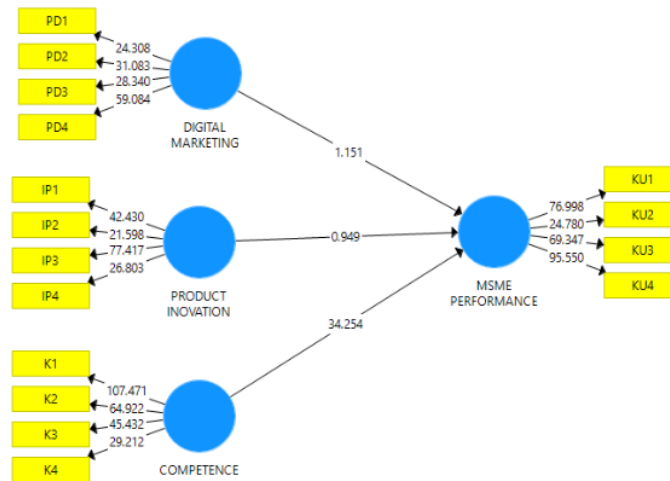 PD1
24.308
PD2
31.083
PD3
28.340
PD4
59.084
DIGITAL
MARKETING
1.151
IP1
42.430
IP2
21.598
IP3
77.417
IP4
26.803
PRODUCT
INOVATION
0.949
K1
107.471
K2
64.922
K3
45.432
K4
29.212
COMPETENCE
34.254
MSME
PERFORMANCE
KU1
76.998
KU2
24.780
KU3
69.347
KU4
95.550